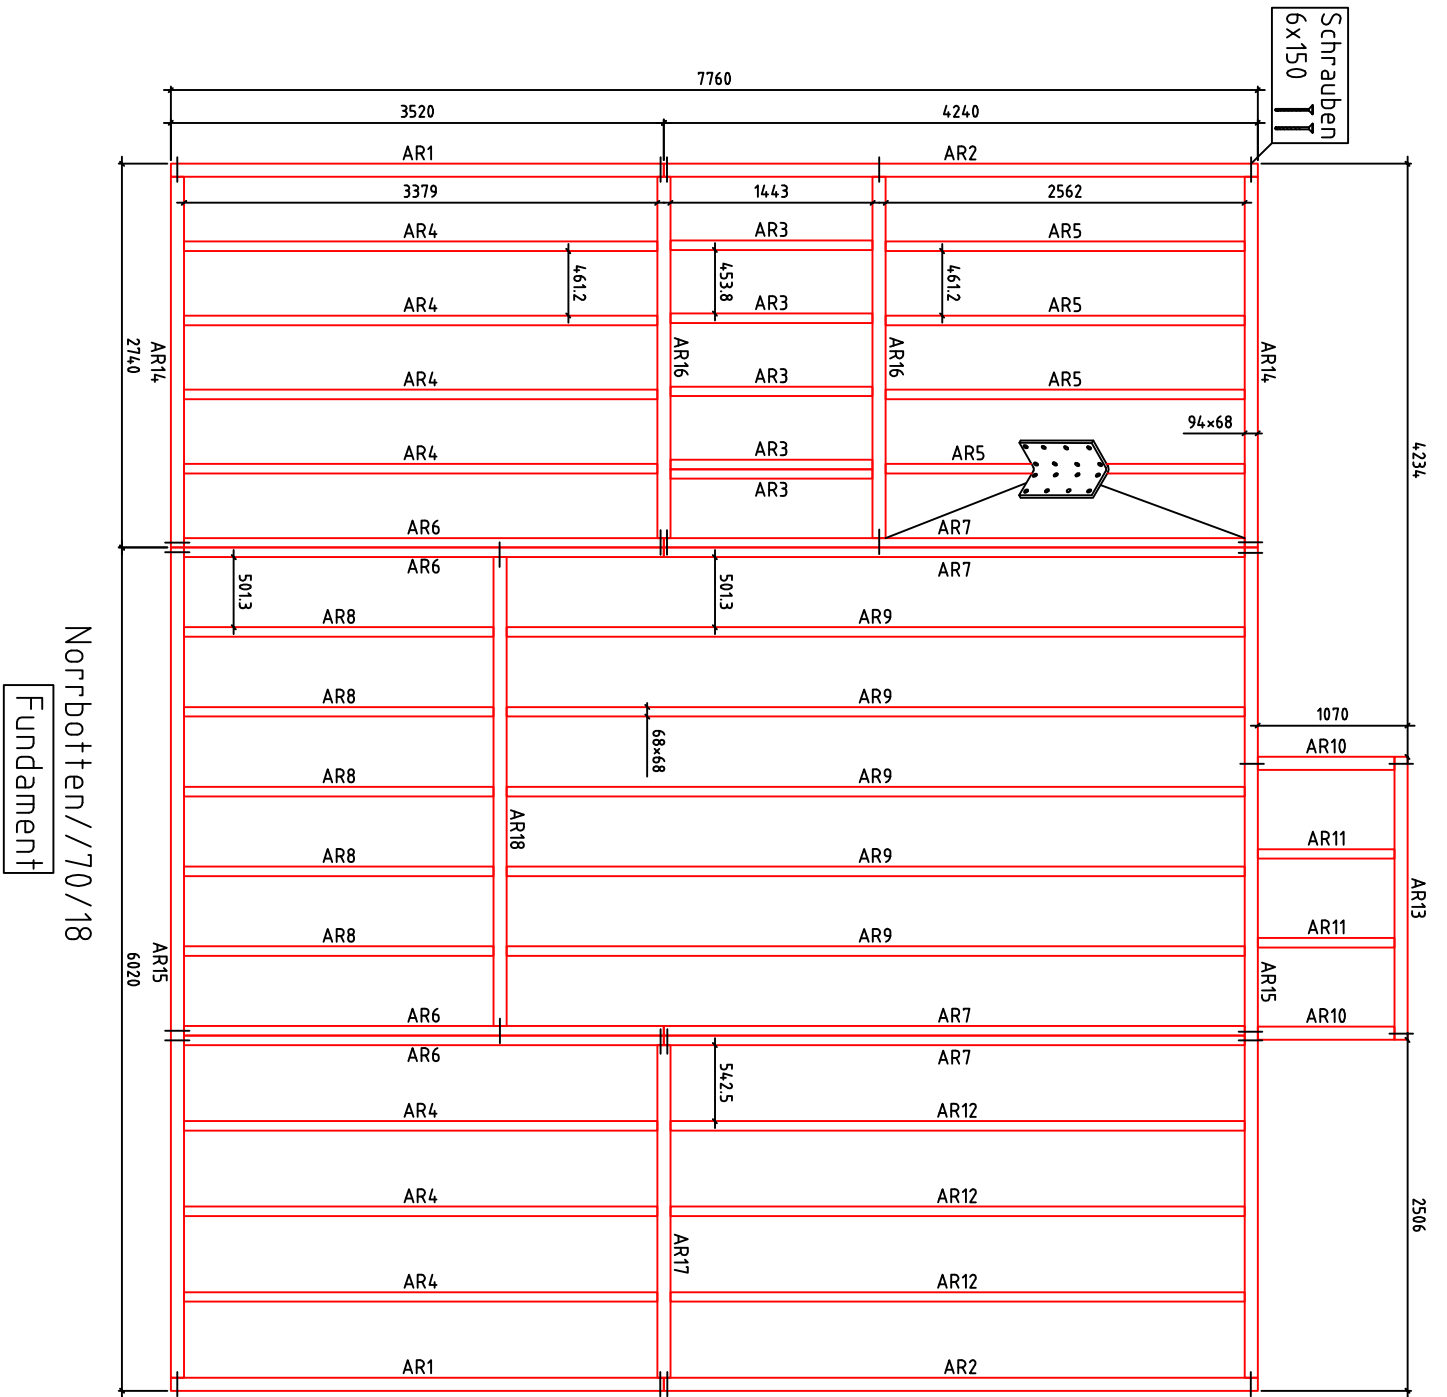 Schrauben
6x150
7760
3520
4240
AR1
AR2
3379
1443
2562
AR4
AR3
AR5
461.2
453.8
461.2
AR4
AR3
AR5
AR14
2740
AR16
AR16
AR14
AR4
AR3
AR5
94×68
4234
AR4
AR3
AR5
AR3
AR6
AR7
AR6
AR7
501.3
501.3
AR8
AR9
AR8
AR9
68×68
1070
AR10
AR8
AR9
AR18
AR11
AR8
AR9
AR13
AR8
AR9
AR11
AR15
6020
AR15
AR6
AR7
AR10
AR6
AR7
542.5
AR4
AR12
AR4
AR12
2506
AR17
AR4
AR12
AR1
AR2
Norrbotten//70/18
Fundament